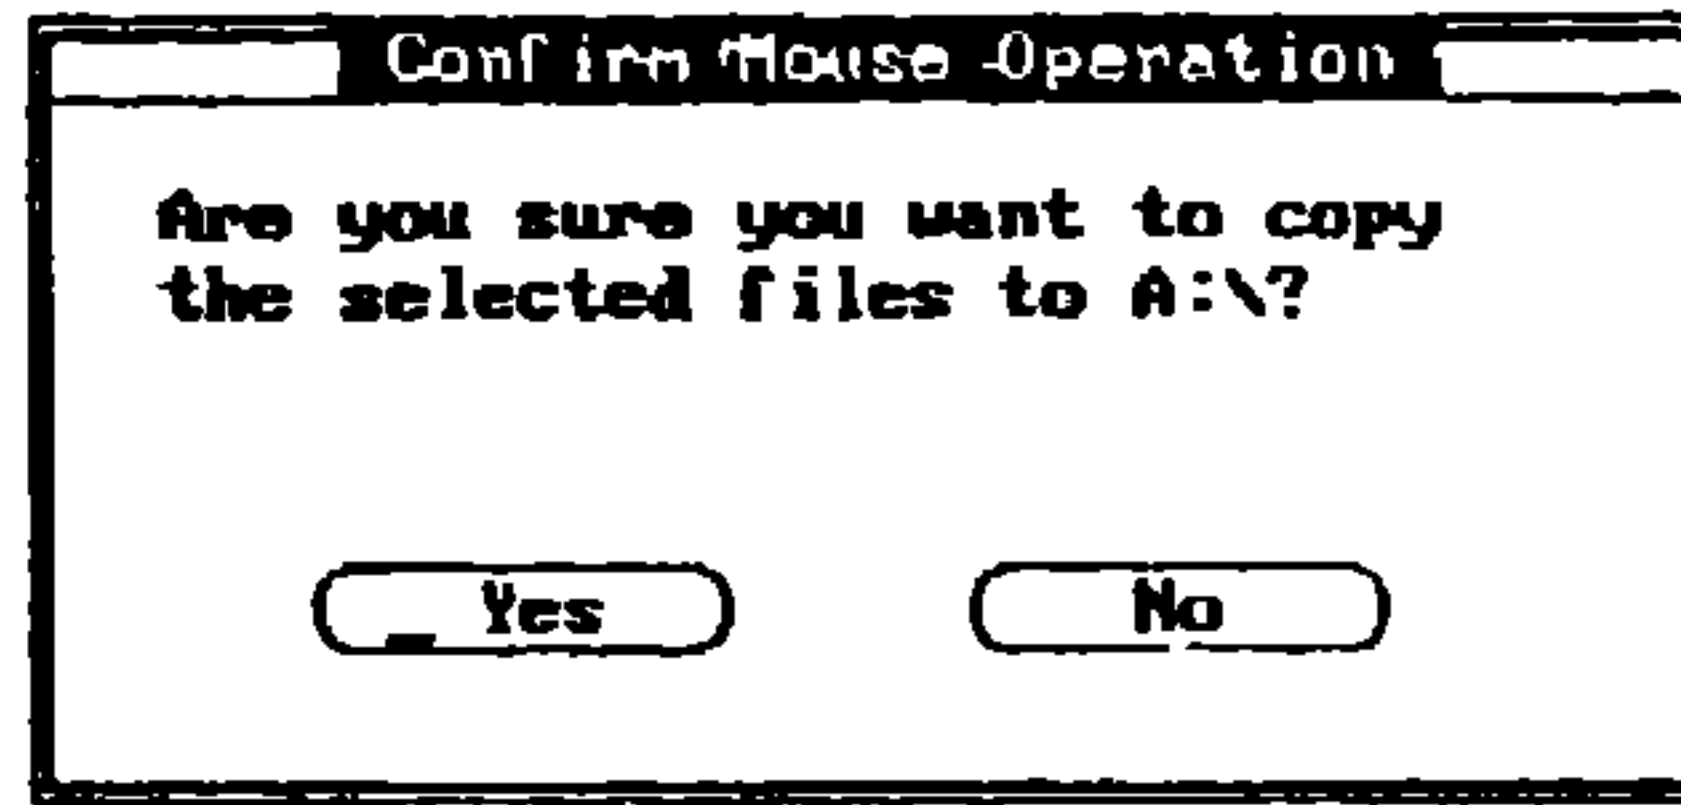 Confirm Mouse Operation
Are you sure you want to copy
the selected files to A:\?
Yes
No